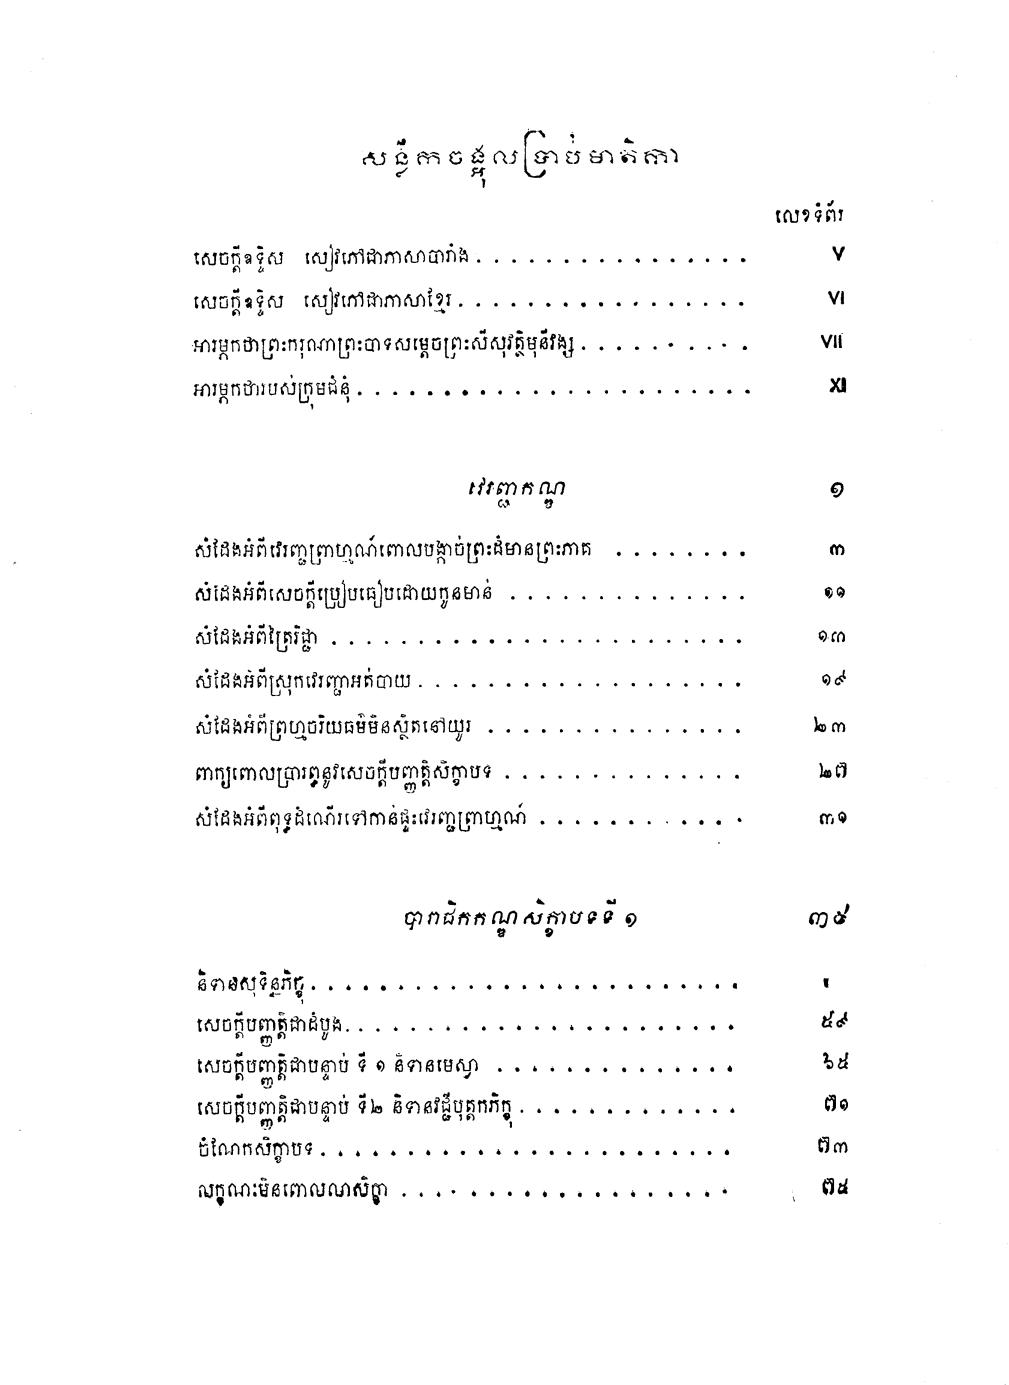 សន្លឹកចង្អុលប្រាប់មាតិកា
លេខទំព័រ
សេចក្តីឧទ្ទិស សៀវភៅជាភាសាបារាំង . . . . . . . . . . . . . . . . V
សេចក្តីឧទ្ទិស សៀវភៅជាភាសាខ្មែរ . . . . . . . . . . . . . . . . . VI
អារម្ភកថាព្រះករុណាព្រះបាទសម្តេចព្រះសីសុវត្ថិមុនីវង្ស . . . . . . . . . . VII
អារម្ភកថារបស់ក្រុមជំនុំ . . . . . . . . . . . . . . . . . . . . . . . XI
វេរញ្ជកណ្ឌ ១
សំដែងអំពីវេរញ្ជព្រាហ្មណ៍ពោលបង្កាច់ព្រះដ៏មានព្រះភាគ . . . . . . . . ៣
សំដែងអំពីសេចក្តីប្រៀបធៀបដោយកូនមាន់ . . . . . . . . . . . . . . ១១
សំដែងអំពីត្រៃវិជ្ជា . . . . . . . . . . . . . . . . . . . . . . . . ១៣
សំដែងអំពីស្រុកវេរញ្ជាអត់បាយ . . . . . . . . . . . . . . . . . . . ១៩
សំដែងអំពីព្រហ្មចរិយធម៌មិនស្ថិតនៅយូរ . . . . . . . . . . . . . . . ២៣
ពាក្យពោលប្រារព្ធនូវសេចក្តីបញ្ញត្តិសិក្ខាបទ . . . . . . . . . . . . . . ២៧
សំដែងអំពីពុទ្ធដំណើរទៅកាន់ផ្ទះវេរញ្ជព្រាហ្មណ៍ . . . . . . . . . . . . ៣១
បារាជិកកណ្ឌសិក្ខាបទទី ១ ៣៩
និទានសុទិន្នភិក្ខុ . . . . . . . . . . . . . . . . . . . . . . . . .
សេចក្តីបញ្ញត្តិជាដំបូង . . . . . . . . . . . . . . . . . . . . . . . ៥៩
សេចក្តីបញ្ញត្តិជាបន្ទាប់ ទី ១ និទានមេស្វា . . . . . . . . . . . . . . ៦៥
សេចក្តីបញ្ញត្តិជាបន្ទាប់ ទី២ និទានវជ្ជីបុត្តកភិក្ខុ . . . . . . . . . . . . . ៧១
ចំណែកសិក្ខាបទ . . . . . . . . . . . . . . . . . . . . . . . . ៧៣
លក្ខណះមិនពោលលាសិក្ខា . . . . . . . . . . . . . . . . . . . ៧៥